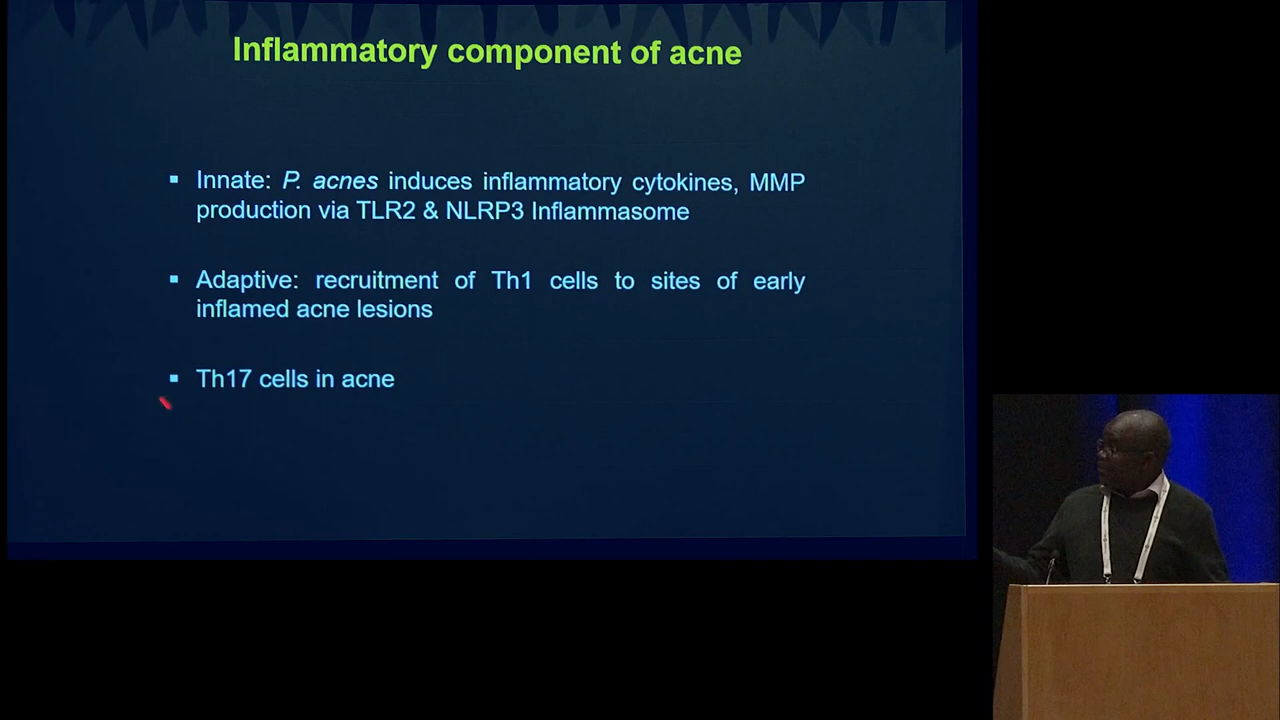 Inflammatory component of acne
▪ Innate: P. acnes induces inflammatory cytokines, MMP
production via TLR2 & NLRP3 Inflammasome
▪ Adaptive: recruitment of Th1 cells to sites of early
inflamed acne lesions
▪ Th17 cells in acne